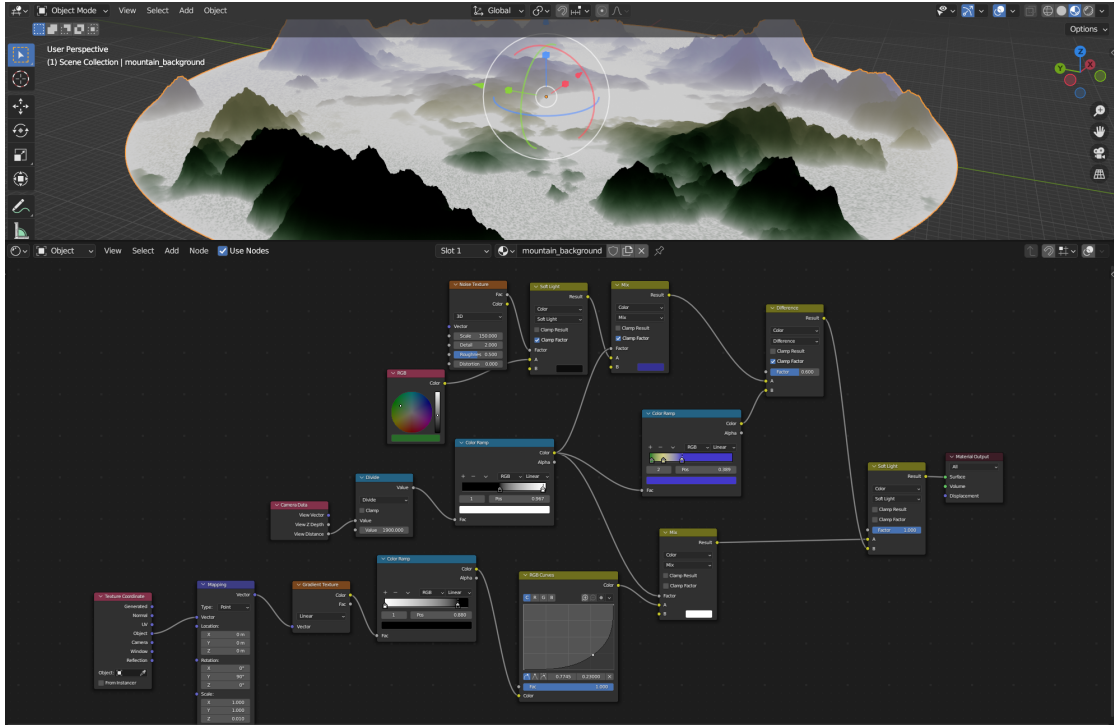 Object Mode View Select Add Object Global
Options
User Perspective
(1) Scene Collection | mountain_background
Z
Y
X
Object View Select Add Node Use Nodes Slot 1 mountain_background
Noise Texture
Fac
Color
3D
Vector
Scale 150.000
Detail 2.000
Roughness 0.500
Distortion 0.000
Soft Light
Result
Color
Soft Light
Clamp Result
Clamp Factor
Factor
A
B
Mix
Result
Color
Mix
Clamp Result
Clamp Factor
Factor
A
B
Difference
Result
Color
Difference
Clamp Result
Clamp Factor
Factor 0.600
A
B
RGB
Color
Color Ramp
Color
Alpha
RGB Linear
2 Pos 0.389
Fac
Color Ramp
Color
Alpha
RGB Linear
1 Pos 0.967
Fac
Divide
Value
Divide
Clamp
Value
Value 1900.000
Camera Data
View Vector
View Z Depth
View Distance
Soft Light
Result
Color
Soft Light
Clamp Result
Clamp Factor
Factor 1.000
A
B
Material Output
All
Surface
Volume
Displacement
Mix
Result
Color
Mix
Clamp Result
Clamp Factor
Factor
A
B
Color Ramp
Color
Alpha
RGB Linear
1 Pos 0.880
Fac
RGB Curves
Color
C R G B
0.7745 0.23000
Fac 1.000
Color
Texture Coordinate
Generated
Normal
UV
Object
Camera
Window
Reflection
Object:
From Instancer
Mapping
Vector
Type: Point
Vector
Location:
X 0 m
Y 0 m
Z 0 m
Rotation:
X 0°
Y 90°
Z 0°
Scale:
X 1.000
Y 1.000
Z 0.010
Gradient Texture
Color
Fac
Linear
Vector